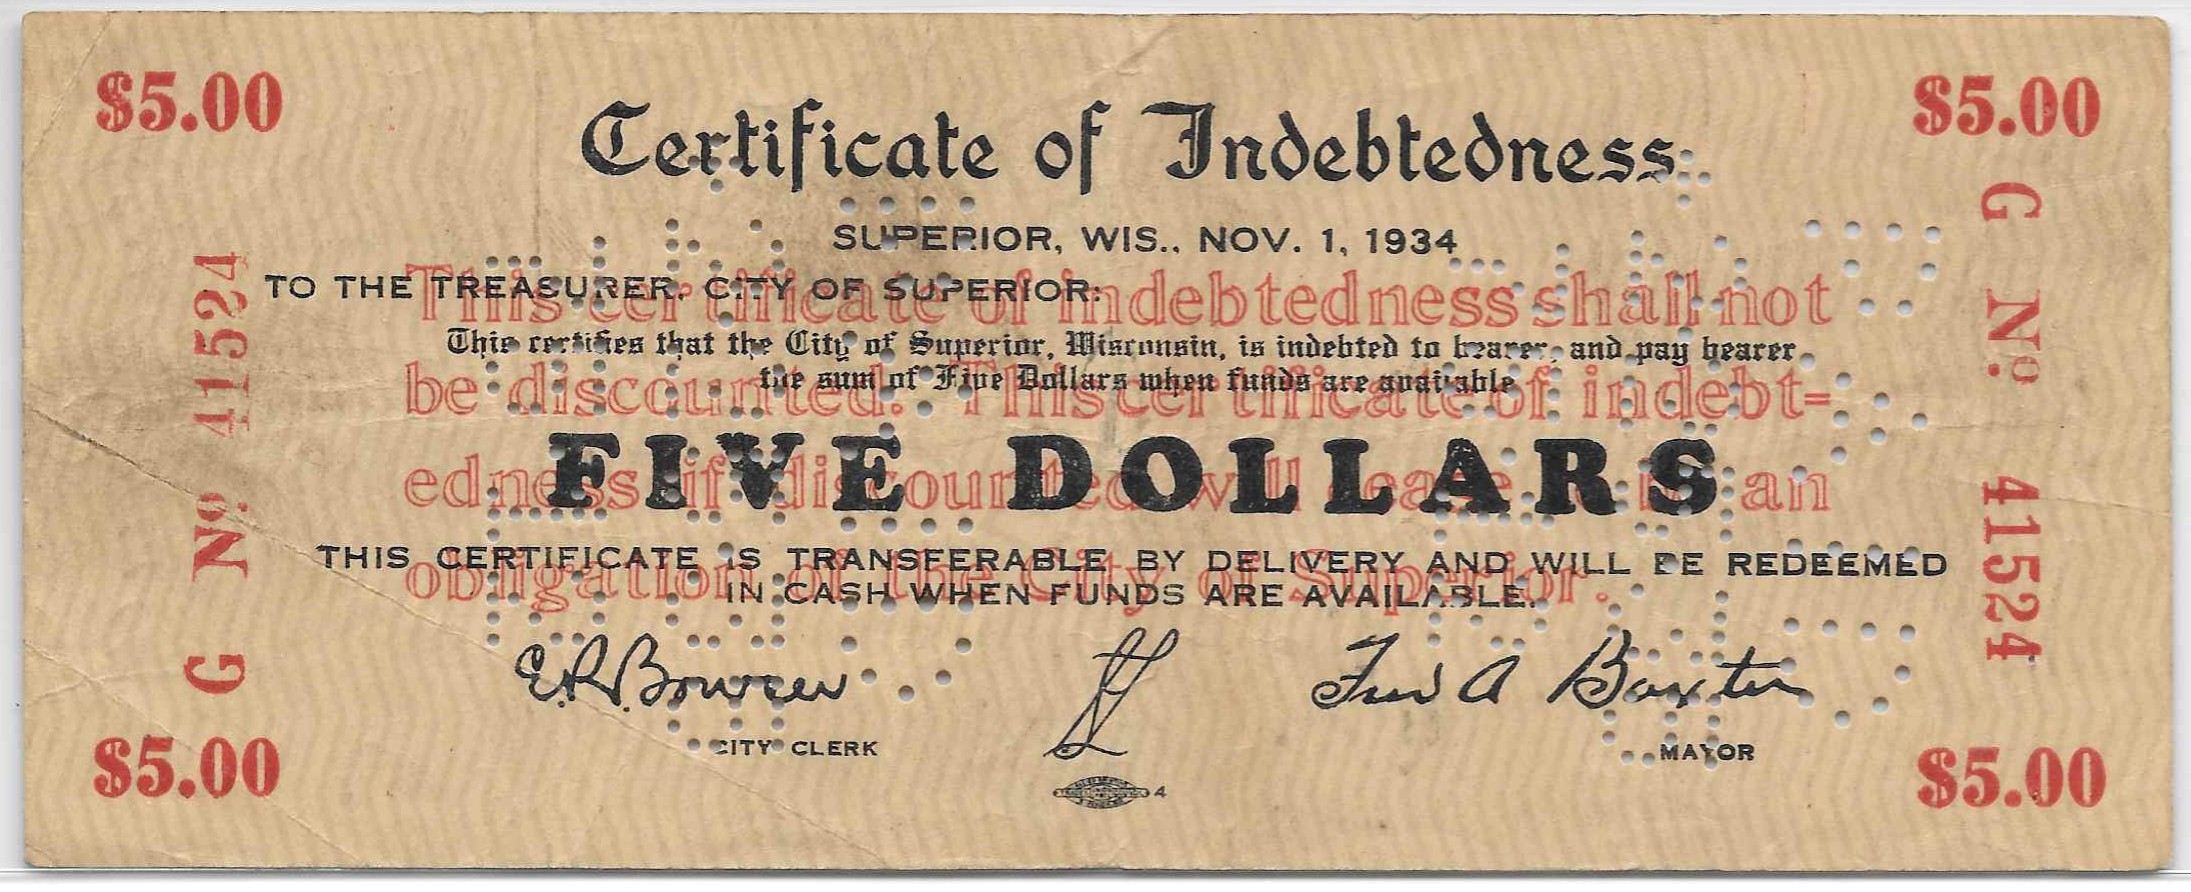 $5.00
$5.00
Certificate of Indebtedness
SUPERIOR, WIS., NOV. 1, 1934
TO THE TREASURER, CITY OF SUPERIOR:
This certifies that the City of Superior, Wisconsin, is indebted to bearer, and pay bearer
the sum of Five Dollars when funds are available
FIVE DOLLARS
THIS CERTIFICATE IS TRANSFERABLE BY DELIVERY AND WILL BE REDEEMED
IN CASH WHEN FUNDS ARE AVAILABLE.
This certificate of indebtedness shall not
be discounted. This certificate of indebt-
edness if discounted will cease to be an
obligation of the City of Superior.
G Nº. 41524
G Nº. 41524
Fred A Baxter
CITY CLERK
MAYOR
4
$5.00
$5.00